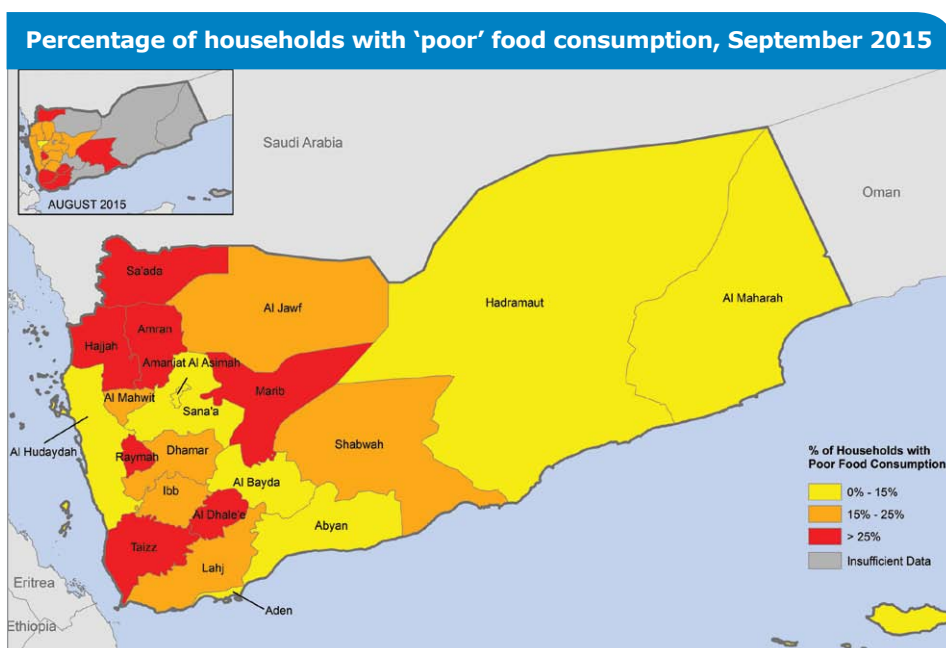 Percentage of households with ‘poor’ food consumption, September 2015
AUGUST 2015
Saudi Arabia
Oman
Sa'ada
Al Jawf
Hadramaut
Al Maharah
Amran
Hajjah
Amanat Al Asimah
Marib
Al Mahwit
Sana'a
Shabwah
Al Hudaydah
Raymah
Dhamar
Ibb
Al Bayda
Al Dhale'e
Abyan
Taizz
Lahj
Aden
Eritrea
Ethiopia
% of Households with
Poor Food Consumption
0% - 15%
15% - 25%
> 25%
Insufficient Data